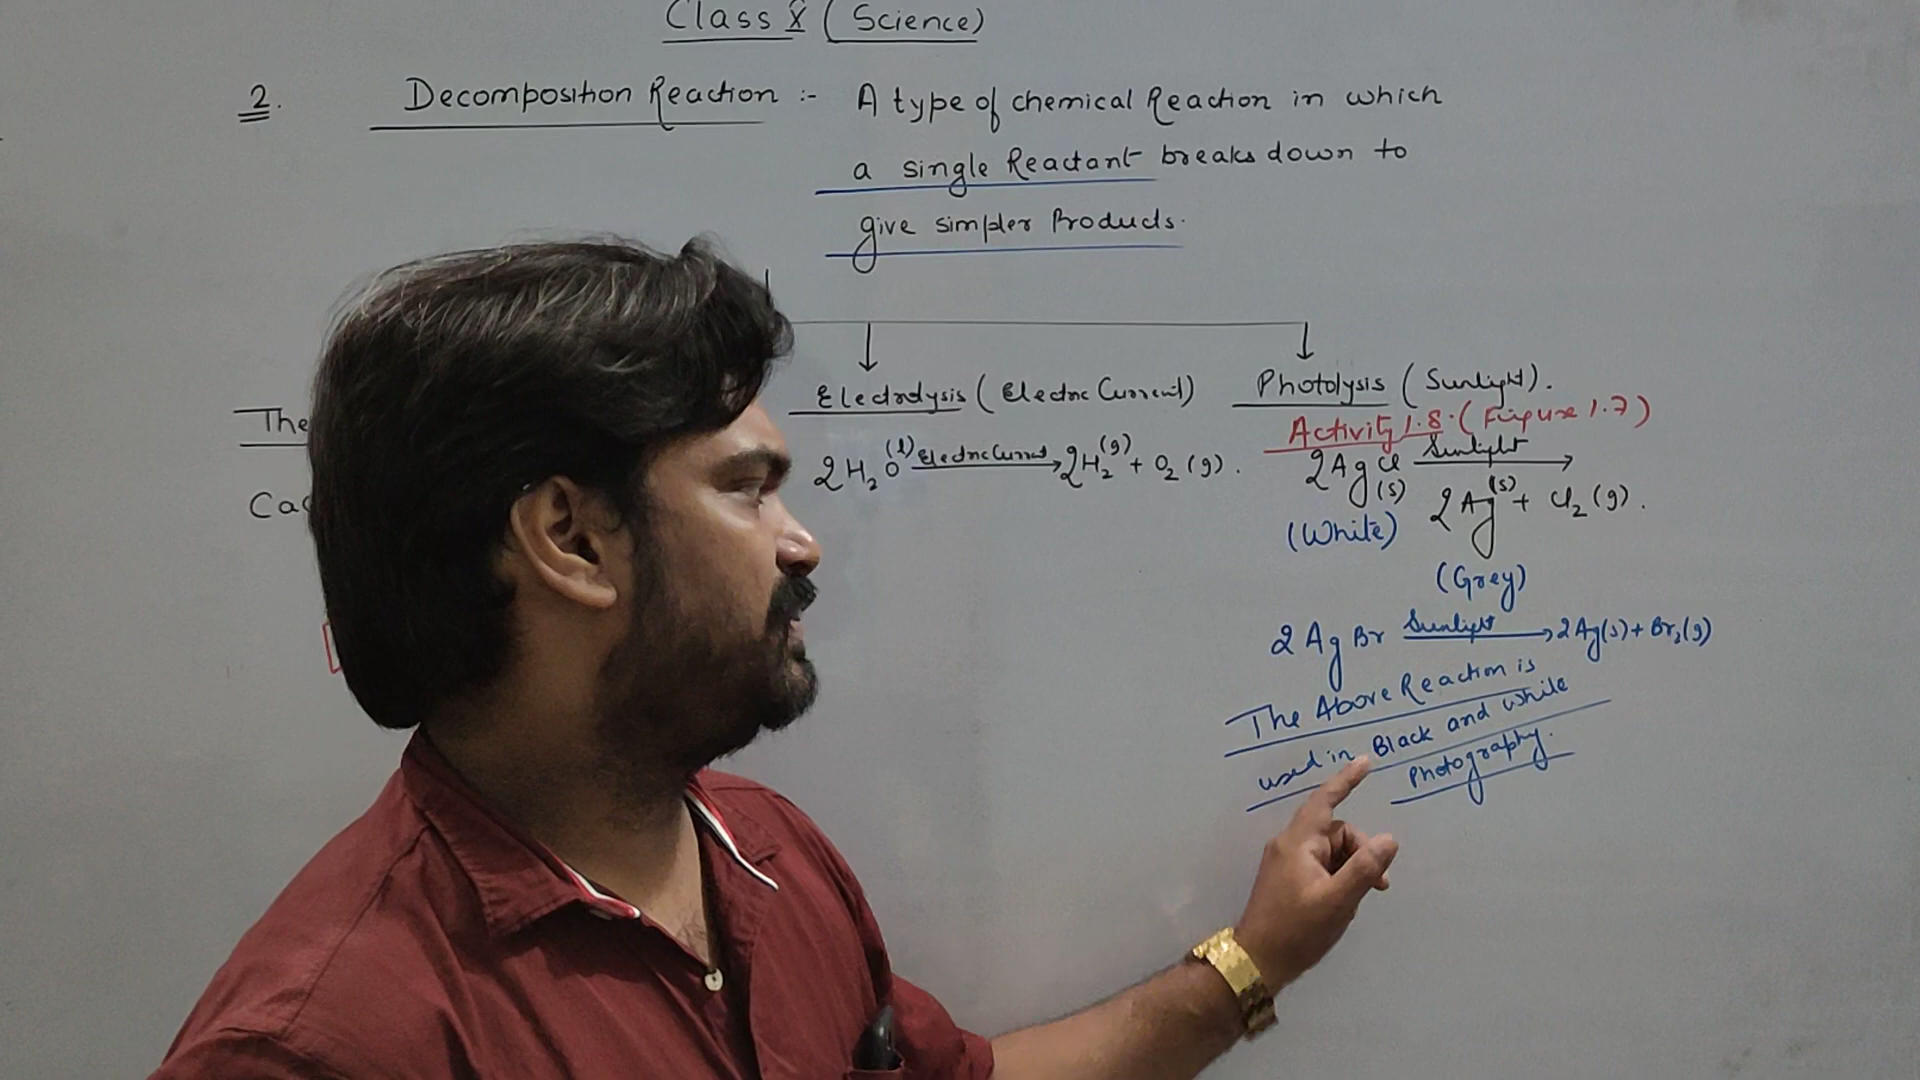 Class X (Science)
2. Decomposition Reaction :- A type of chemical Reaction in which
a single Reactant breaks down to
give simpler Products.
The
Electrolysis (Electric Current)
Photolysis (Sunlight).
Activity 1.8. (Figure 1.7)
2H₂O (l) Electric Current → 2H₂ (g) + O₂ (g).
2AgCl (s) Sunlight →
2Ag (s) + Cl₂ (g).
(White)
(Grey)
2AgBr Sunlight → 2Ag(s) + Br₂(g)
The Above Reaction is
used in Black and white
Photography.